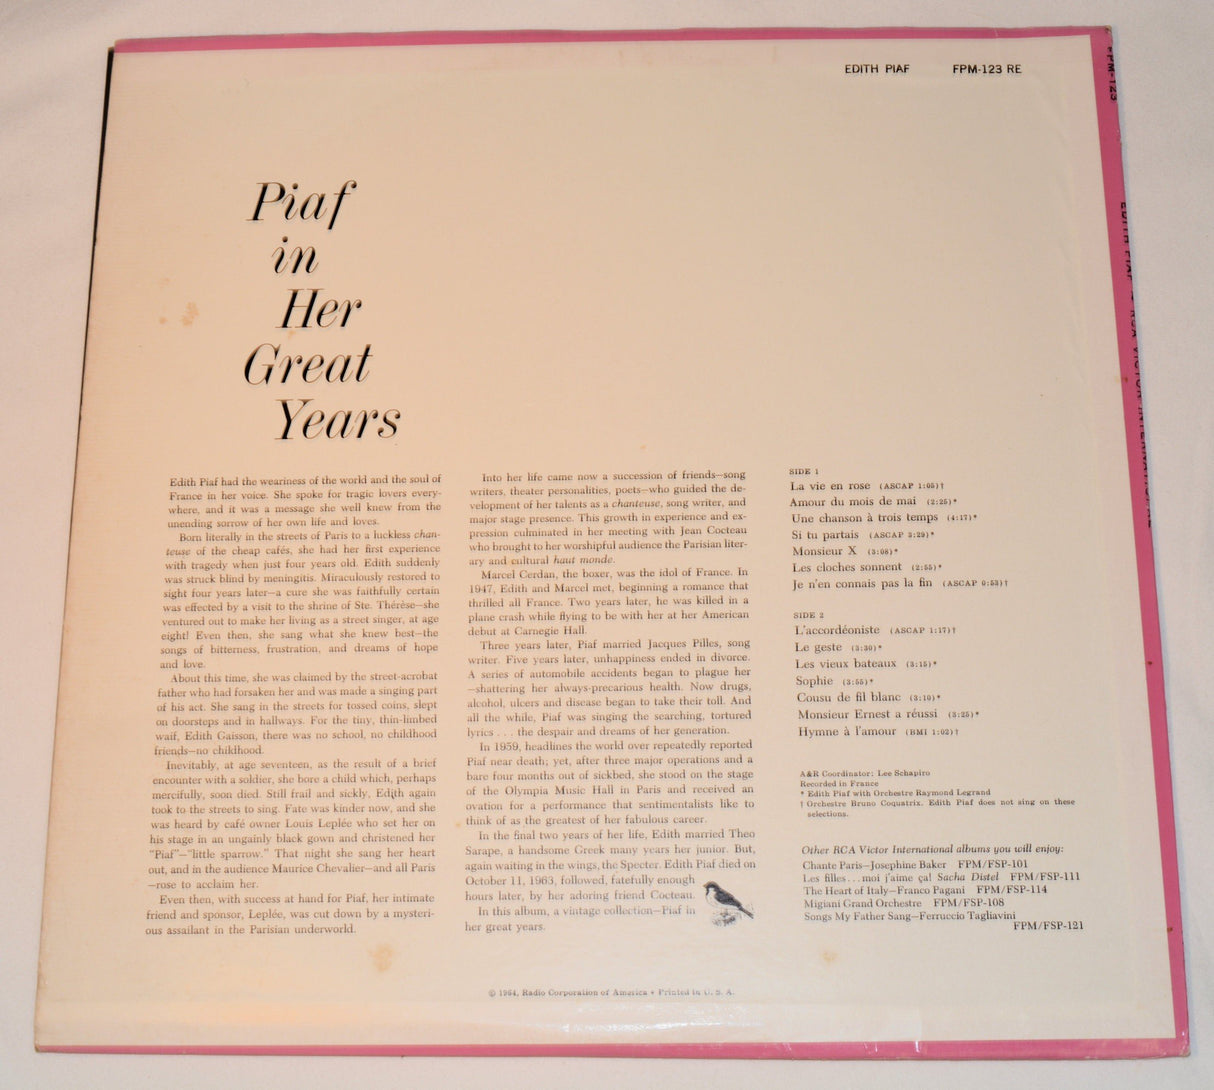 EDITH PIAF FPM-123 RE
Piaf
in
Her
Great
Years
Edith Piaf had the weariness of the world and the soul of
France in her voice. She spoke for tragic lovers every-
where, and it was a message she well knew from the
unending sorrow of her own life and loves.
Born literally in the streets of Paris to a luckless chan-
teuse of the cheap cafés, she had her first experience
with tragedy when just four years old. Edith suddenly
was struck blind by meningitis. Miraculously restored to
sight four years later—a cure she was faithfully certain
was effected by a visit to the shrine of Ste. Thérèse—she
ventured out to make her living as a street singer, at age
eight! Even then, she sang what she knew best—the
songs of bitterness, frustration, and dreams of hope
and love.
About this time, she was claimed by the street-acrobat
father who had forsaken her and was made a singing part
of his act. She sang in the streets for tossed coins, slept
on doorsteps and in hallways. For the tiny, thin-limbed
waif, Edith Gaisson, there was no school, no childhood
friends—no childhood.
Inevitably, at age seventeen, as the result of a brief
encounter with a soldier, she bore a child which, perhaps
mercifully, soon died. Still frail and sickly, Edith again
took to the streets to sing. Fate was kinder now, and she
was heard by café owner Louis Leplée who set her on
his stage in an ungainly black gown and christened her
"Piaf"—"little sparrow." That night she sang her heart
out, and in the audience Maurice Chevalier—and all Paris
—rose to acclaim her.
Even then, with success at hand for Piaf, her intimate
friend and sponsor, Leplée, was cut down by a mysteri-
ous assailant in the Parisian underworld.
Into her life came now a succession of friends—song
writers, theater personalities, poets—who guided the de-
velopment of her talents as a chanteuse, song writer, and
major stage presence. This growth in experience and ex-
pression culminated in her meeting with Jean Cocteau
who brought to her worshipful audience the Parisian liter-
ary and cultural haut monde.
Marcel Cerdan, the boxer, was the idol of France. In
1947, Edith and Marcel met, beginning a romance that
thrilled all France. Two years later, he was killed in a
plane crash while flying to be with her at her American
debut at Carnegie Hall.
Three years later, Piaf married Jacques Pilles, song
writer. Five years later, unhappiness ended in divorce.
A series of automobile accidents began to plague her
—shattering her always-precarious health. Now drugs,
alcohol, ulcers and disease began to take their toll. And
all the while, Piaf was singing the searching, tortured
lyrics . . . the despair and dreams of her generation.
In 1959, headlines the world over repeatedly reported
Piaf near death; yet, after three major operations and a
bare four months out of sickbed, she stood on the stage
of the Olympia Music Hall in Paris and received an
ovation for a performance that sentimentalists like to
think of as the greatest of her fabulous career.
In the final two years of her life, Edith married Theo
Sarape, a handsome Greek many years her junior. But,
again waiting in the wings, the Specter. Edith Piaf died on
October 11, 1963, followed, fatefully enough
hours later, by her adoring friend Cocteau.
In this album, a vintage collection—Piaf in
her great years.
SIDE 1
La vie en rose (ASCAP 1:05)†
Amour du mois de mai (2:25)*
Une chanson à trois temps (4:17)*
Si tu partais (ASCAP 3:29)*
Monsieur X (3:08)*
Les cloches sonnent (2:55)*
Je n'en connais pas la fin (ASCAP 0:53)†
SIDE 2
L'accordéoniste (ASCAP 1:17)†
Le geste (3:30)*
Les vieux bateaux (3:15)*
Sophie (3:55)*
Cousu de fil blanc (3:10)*
Monsieur Ernest a réussi (3:25)*
Hymne à l'amour (BMI 1:02)†
A&R Coordinator: Lee Schapiro
Recorded in France
* Edith Piaf with Orchestre Raymond Legrand
† Orchestre Bruno Coquatrix. Edith Piaf does not sing on these
selections.
Other RCA Victor International albums you will enjoy:
Chante Paris—Josephine Baker FPM/FSP-101
Les filles . . . moi j'aime ça! Sacha Distel FPM/FSP-111
The Heart of Italy—Franco Pagani FPM/FSP-114
Migiani Grand Orchestre FPM/FSP-108
Songs My Father Sang—Ferruccio Tagliavini
FPM/FSP-121
© 1964, Radio Corporation of America • Printed in U. S. A.
FPM-123
EDITH PIAF RCA VICTOR INTERNATIONAL